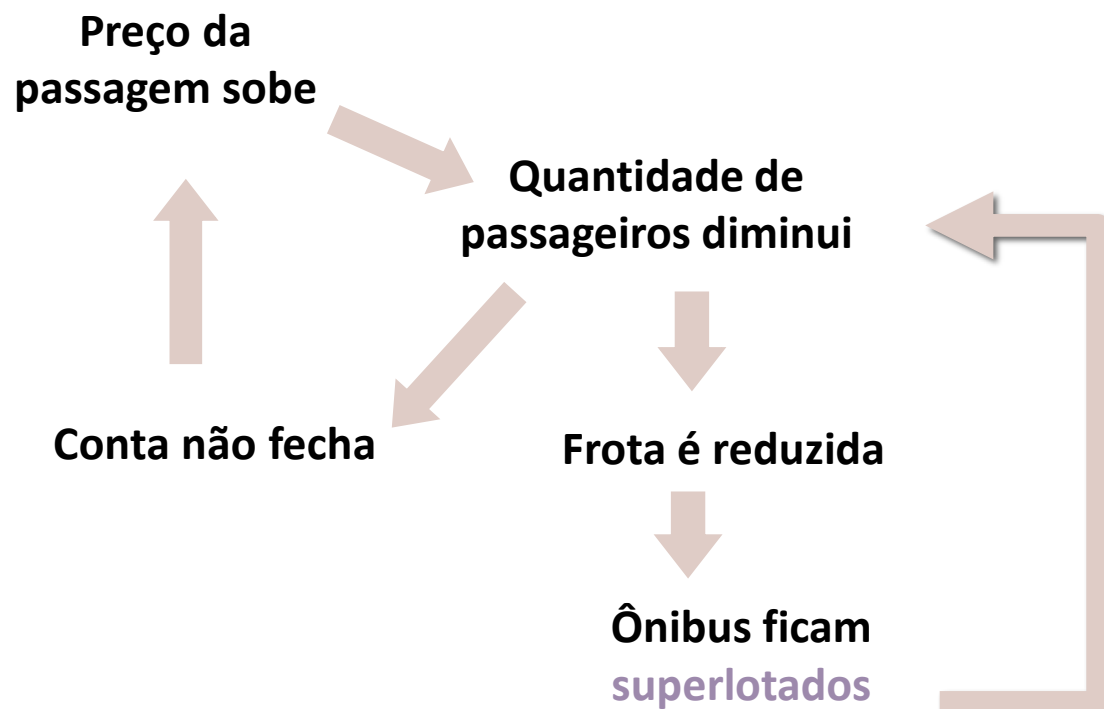 Preço da
passagem sobe
Quantidade de
passageiros diminui
Conta não fecha
Frota é reduzida
Ônibus ficam
superlotados